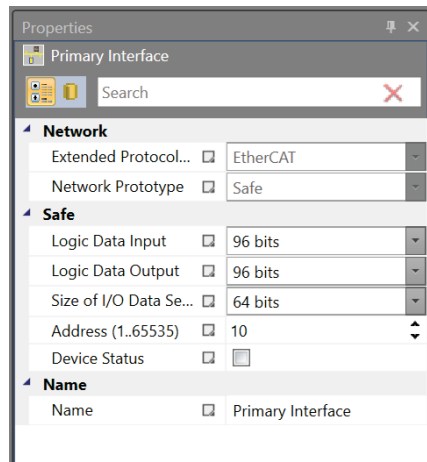 Properties
Primary Interface
Search
Network
Extended Protocol... EtherCAT
Network Prototype Safe
Safe
Logic Data Input 96 bits
Logic Data Output 96 bits
Size of I/O Data Se... 64 bits
Address (1..65535) 10
Device Status
Name
Name Primary Interface